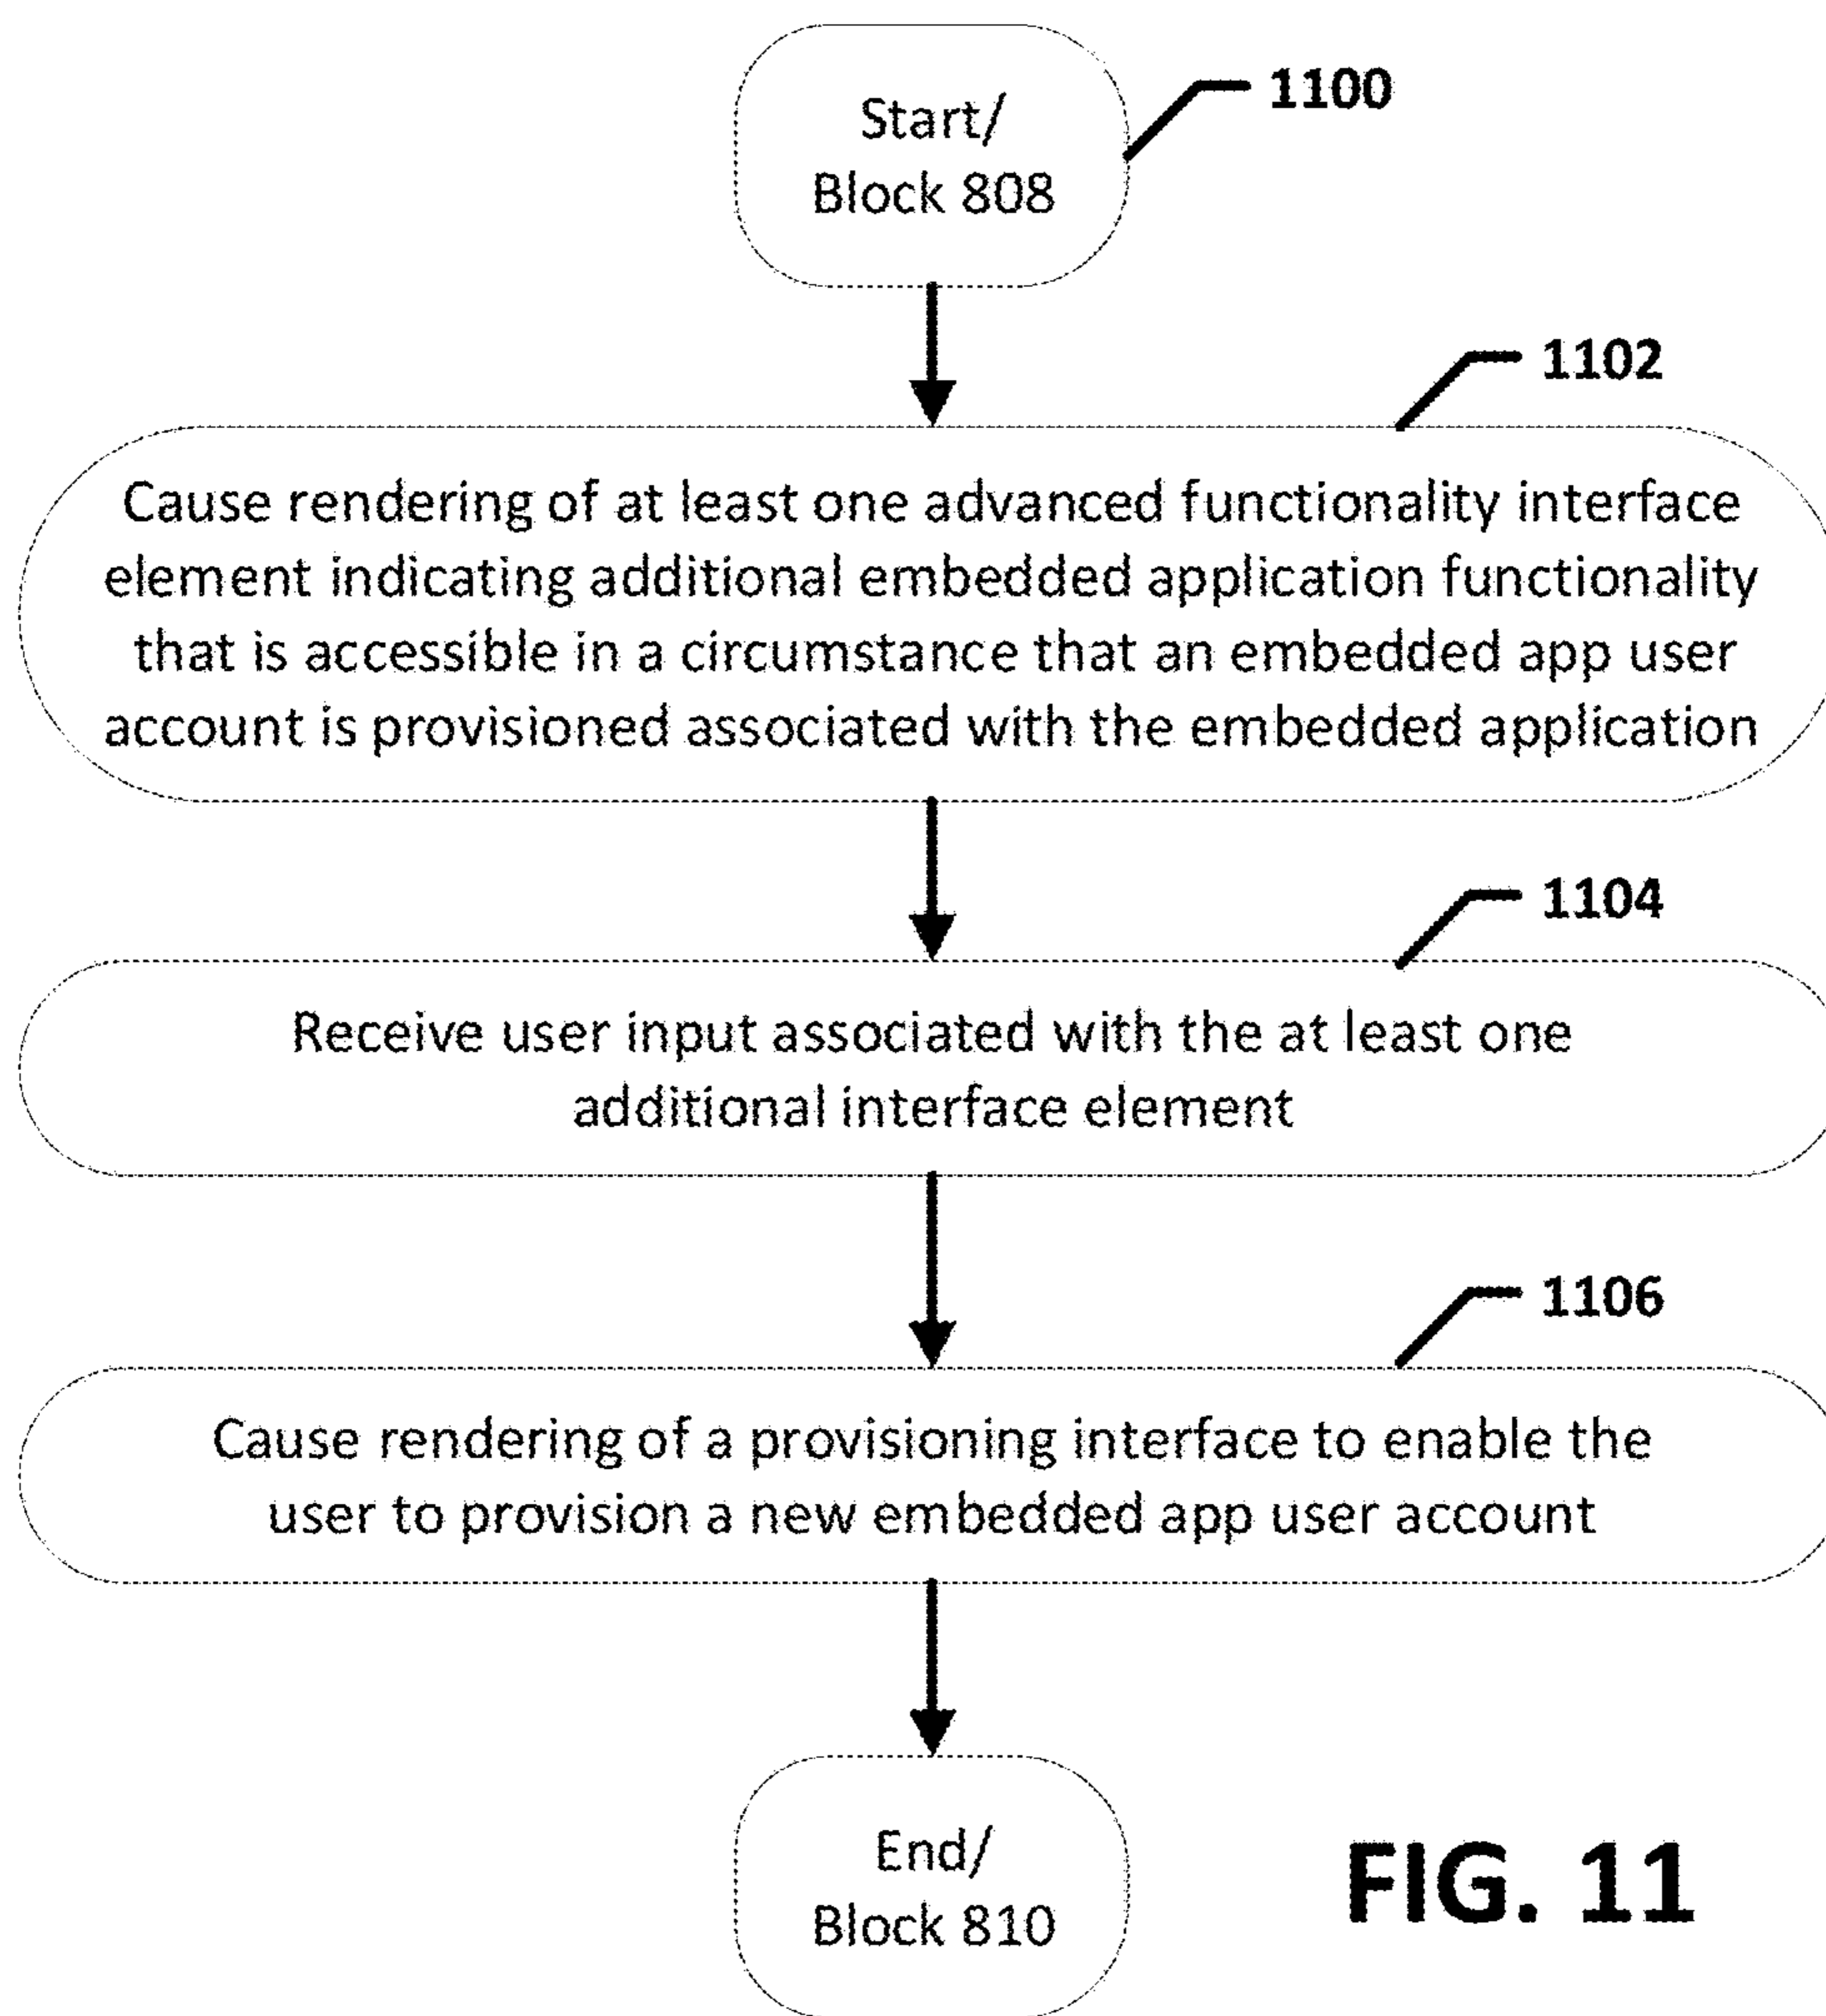 Start/
Block 808
1100
1102
Cause rendering of at least one advanced functionality interface
element indicating additional embedded application functionality
that is accessible in a circumstance that an embedded app user
account is provisioned associated with the embedded application
1104
Receive user input associated with the at least one
additional interface element
1106
Cause rendering of a provisioning interface to enable the
user to provision a new embedded app user account
End/
Block 810
FIG. 11